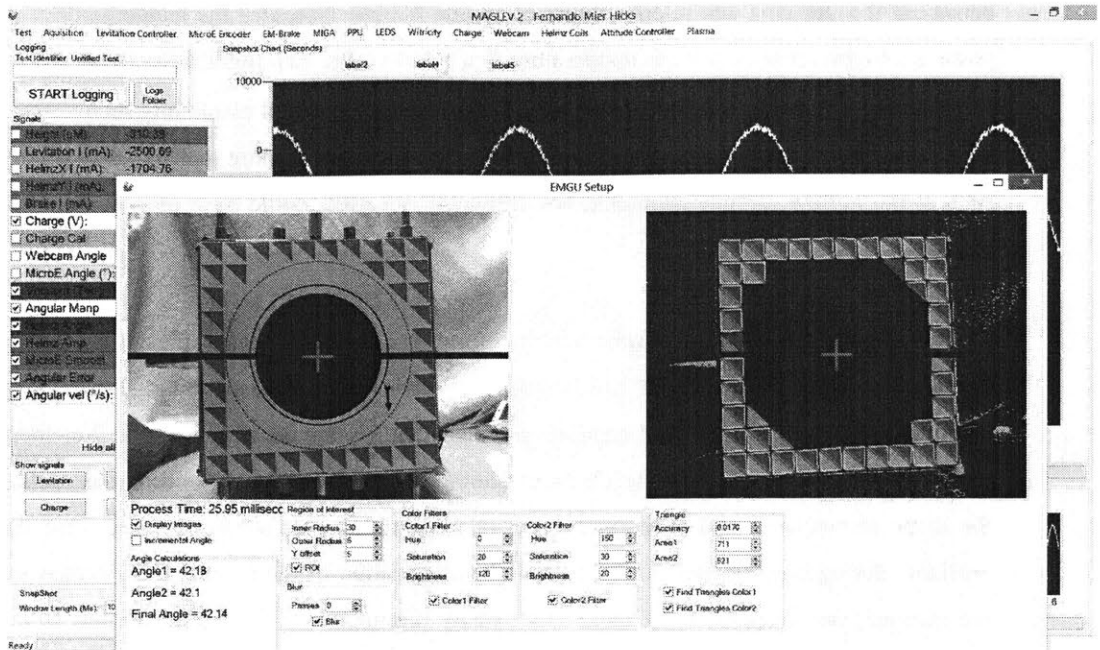 MAGLEV 2 - Fernando Mier Hicks
Test Aquisition Levitation Controller MicroE Encoder EM-Brake MIGA PPU LEDS Witricity Charge Webcam Helmz Coils Attitude Controller Plasma
Logging
Test Identifier: Untitled Test
START Logging
Logs Folder
Snapshot Chart (Seconds)
label2 label4 label5
10000
0
Signals
Height (uM): -310.39
Levitation I (mA): -2500.69
HelmzX I (mA): -1704.76
HelmzY I (mA):
Brake I (mA):
Charge (V):
Charge Cal
Webcam Angle
MicroE Angle (°):
Angular Manp
Helmz Angle
Helmz Amp
MicroE Smooth
Angular Error
Angular vel (°/s):
Hide all
Show signals
Levitation
Charge
SnapShot
Window Length (Ms): 10
Ready
6
EMGU Setup
Process Time: 25.95 millisecc
Display Images
Incremental Angle
Angle Calculations
Angle1 = 42.18
Angle2 = 42.1
Final Angle = 42.14
Region of Interest
Inner Radius 30
Outer Radius 5
Y offset 5
ROI
Blur
Passes 0
Blur
Color Filters
Color1 Filter
Hue 0
Saturation 20
Brightness 120
Color1 Filter
Color2 Filter
Hue 150
Saturation 30
Brightness 20
Color2 Filter
Triangle
Accuracy 0.0170
Area1 711
Area2 521
Find Triangles Color1
Find Triangles Color2